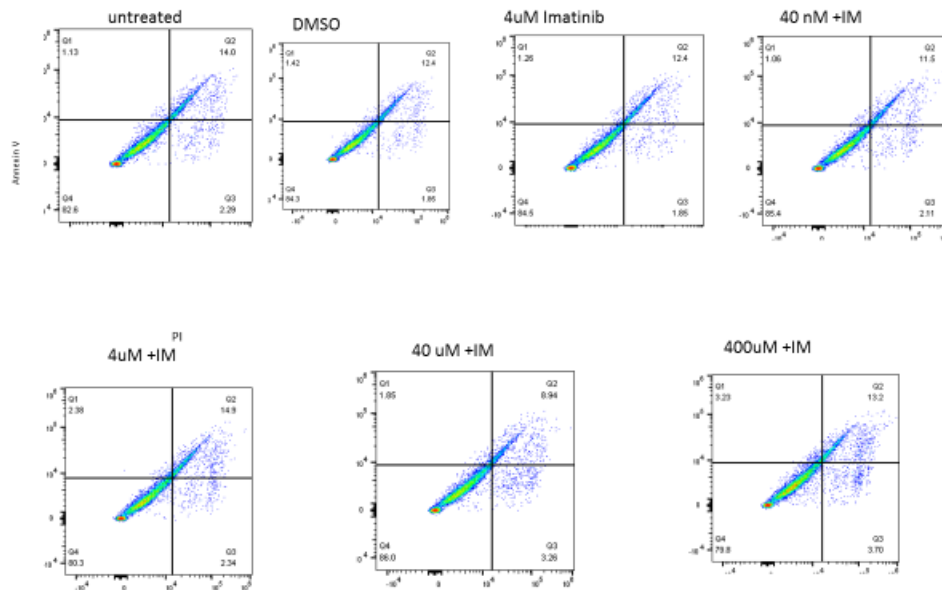 untreated
DMSO
4uM Imatinib
40 nM +IM
Q1
1.13
Q2
14.0
Q4
82.6
Q3
2.29
Annexin V
Q1
1.42
Q2
12.4
Q4
84.3
Q3
1.85
Q1
1.26
Q2
12.4
Q4
84.5
Q3
1.85
Q1
1.06
Q2
11.5
Q4
85.4
Q3
2.11
PI
4uM +IM
40 uM +IM
400uM +IM
Q1
2.38
Q2
14.9
Q4
80.3
Q3
2.34
Q1
1.85
Q2
8.94
Q4
86.0
Q3
3.26
Q1
3.23
Q2
13.2
Q4
79.8
Q3
3.70